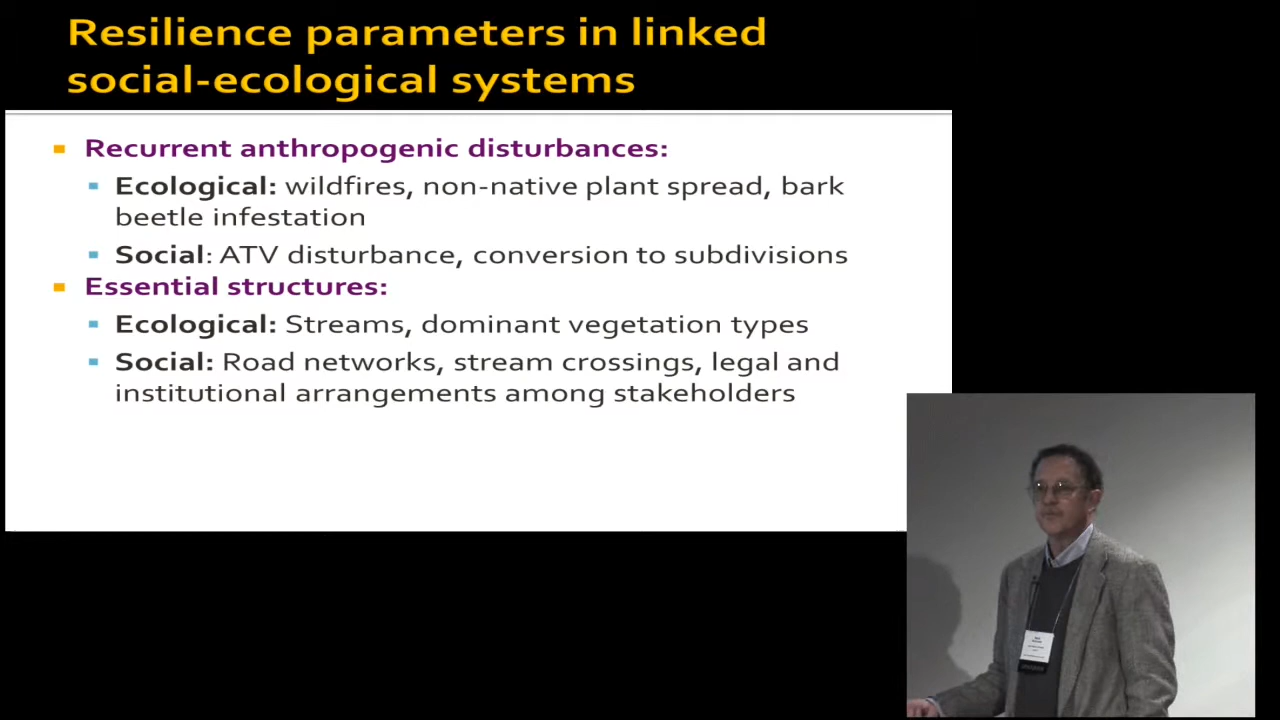 Resilience parameters in linked
social-ecological systems
Recurrent anthropogenic disturbances:
Ecological: wildfires, non-native plant spread, bark
beetle infestation
Social: ATV disturbance, conversion to subdivisions
Essential structures:
Ecological: Streams, dominant vegetation types
Social: Road networks, stream crossings, legal and
institutional arrangements among stakeholders